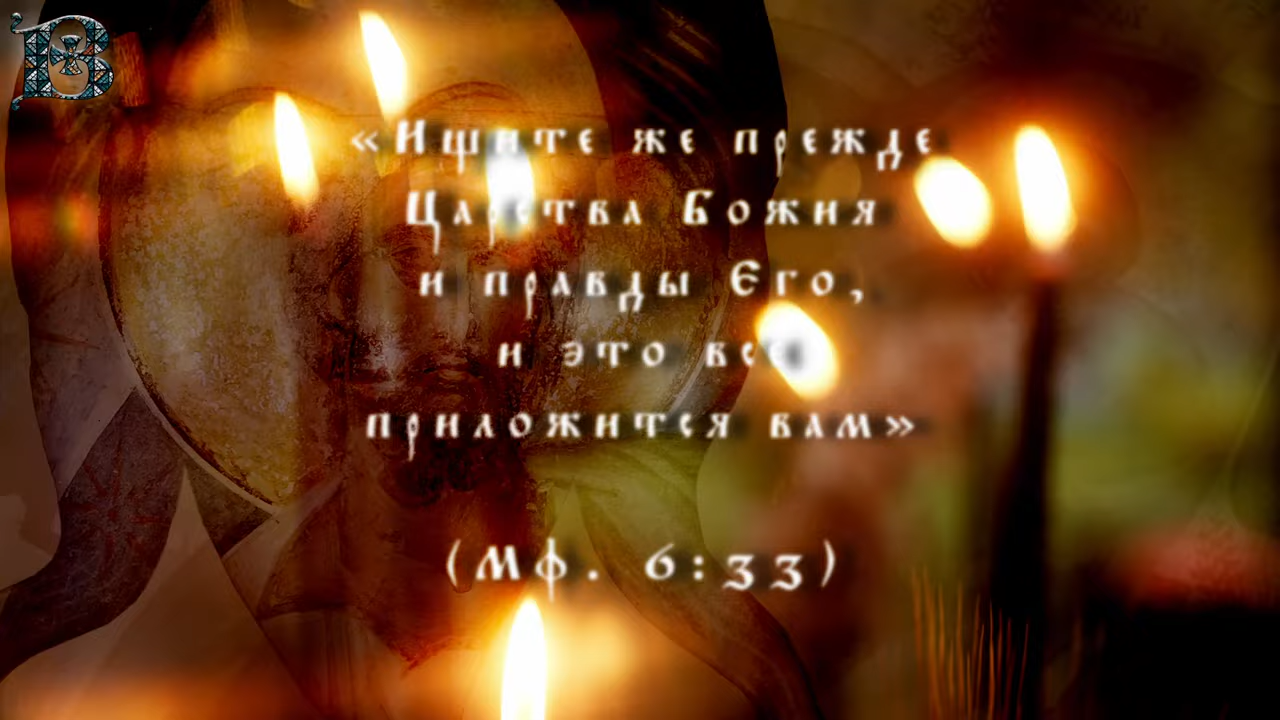 В
«Ищите же прежде
Царства Божия
и правды Его,
и это все
приложится вам»
(Мф. 6:33)